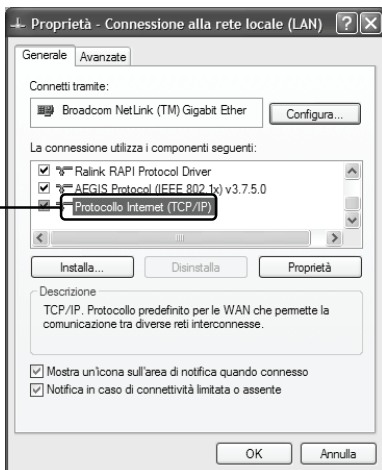 Proprietà - Connessione alla rete locale (LAN)
Generale Avanzate
Connetti tramite:
Broadcom NetLink (TM) Gigabit Ether Configura...
La connessione utilizza i componenti seguenti:
Ralink RAPI Protocol Driver
AEGIS Protocol (IEEE 802.1x) v3.7.5.0
Protocollo Internet (TCP/IP)
Installa... Disinstalla Proprietà
Descrizione
TCP/IP. Protocollo predefinito per le WAN che permette la
comunicazione tra diverse reti interconnesse.
Mostra un'icona sull'area di notifica quando connesso
Notifica in caso di connettività limitata o assente
OK Annulla